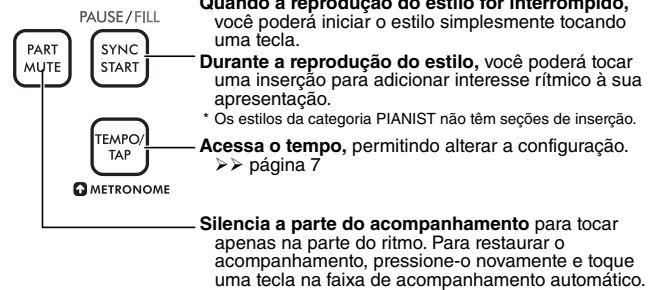 Quando a reprodução do estilo for interrompido,
você poderá iniciar o estilo simplesmente tocando
uma tecla.
PAUSE/FILL
PART
MUTE
SYNC
START
Durante a reprodução do estilo, você poderá tocar
uma inserção para adicionar interesse rítmico à sua
apresentação.
* Os estilos da categoria PIANIST não têm seções de inserção.
TEMPO/
TAP
METRONOME
Acessa o tempo, permitindo alterar a configuração.
➢➢ página 7
Silencia a parte do acompanhamento para tocar
apenas na parte do ritmo. Para restaurar o
acompanhamento, pressione-o novamente e toque
uma tecla na faixa de acompanhamento automático.